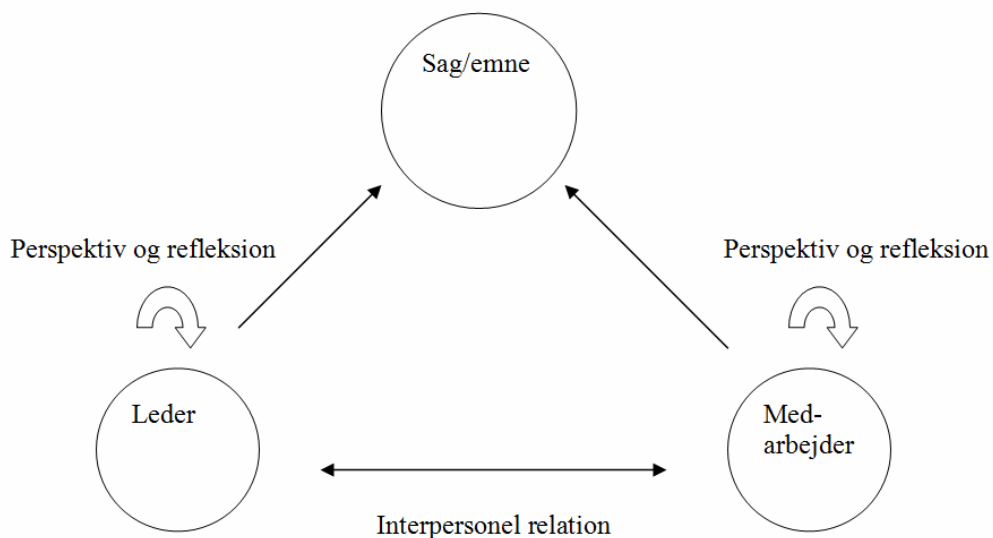 Sag/emne
Perspektiv og refleksion
Perspektiv og refleksion
Leder
Med-
arbejder
Interpersonel relation